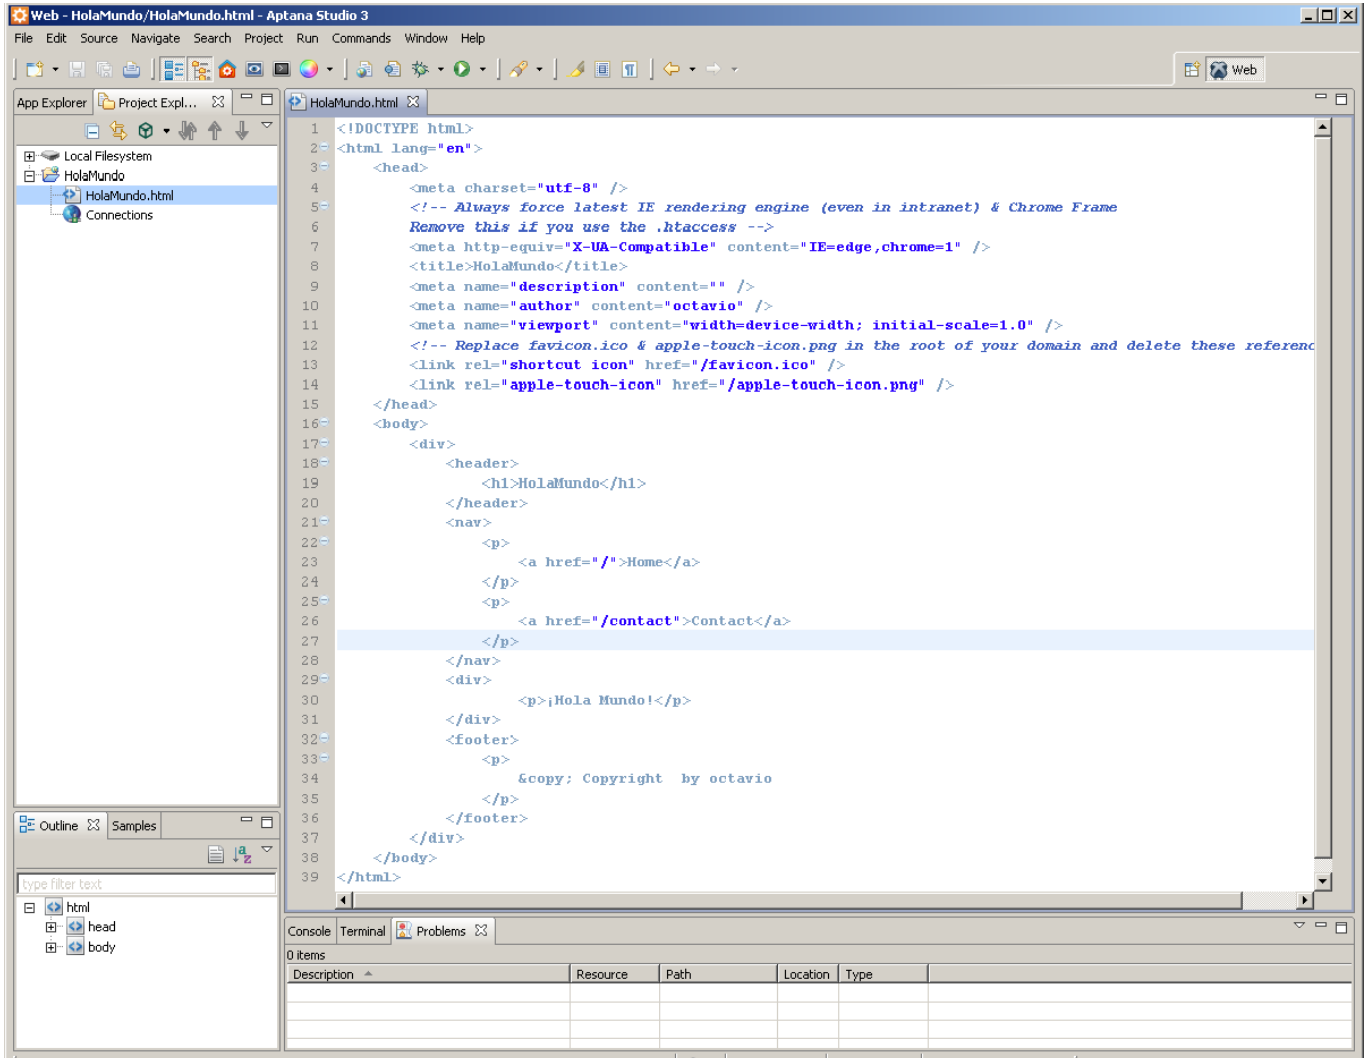 Web - HolaMundo/HolaMundo.html - Aptana Studio 3
File Edit Source Navigate Search Project Run Commands Window Help
Web
App Explorer Project Expl...
HolaMundo.html
Local Filesystem
HolaMundo
HolaMundo.html
Connections
1 <!DOCTYPE html>
2 <html lang="en">
3 <head>
4 <meta charset="utf-8" />
5 <!-- Always force latest IE rendering engine (even in intranet) & Chrome Frame
6 Remove this if you use the .htaccess -->
7 <meta http-equiv="X-UA-Compatible" content="IE=edge,chrome=1" />
8 <title>HolaMundo</title>
9 <meta name="description" content="" />
10 <meta name="author" content="octavio" />
11 <meta name="viewport" content="width=device-width; initial-scale=1.0" />
12 <!-- Replace favicon.ico & apple-touch-icon.png in the root of your domain and delete these referenc
13 <link rel="shortcut icon" href="/favicon.ico" />
14 <link rel="apple-touch-icon" href="/apple-touch-icon.png" />
15 </head>
16 <body>
17 <div>
18 <header>
19 <h1>HolaMundo</h1>
20 </header>
21 <nav>
22 <p>
23 <a href="/">Home</a>
24 </p>
25 <p>
26 <a href="/contact">Contact</a>
27 </p>
28 </nav>
29 <div>
30 <p>¡Hola Mundo!</p>
31 </div>
32 <footer>
33 <p>
34 &copy; Copyright  by octavio
35 </p>
36 </footer>
37 </div>
38 </body>
39 </html>
Outline Samples
type filter text
html
head
body
Console Terminal Problems
0 items
Description Resource Path Location Type